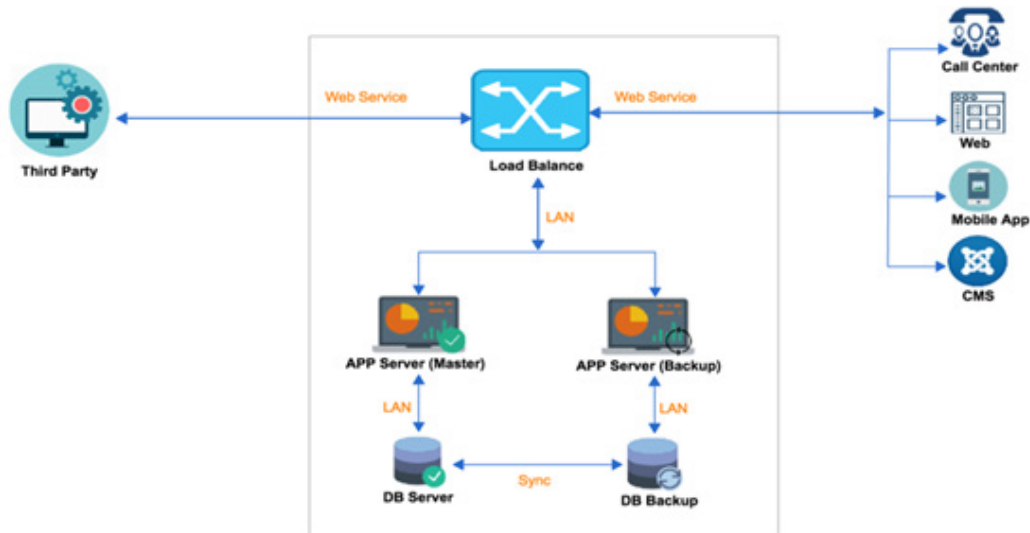 Call Center
Web Service
Web Service
Web
Third Party
Load Balance
Mobile App
LAN
CMS
APP Server (Master)
APP Server (Backup)
LAN
LAN
Sync
DB Server
DB Backup